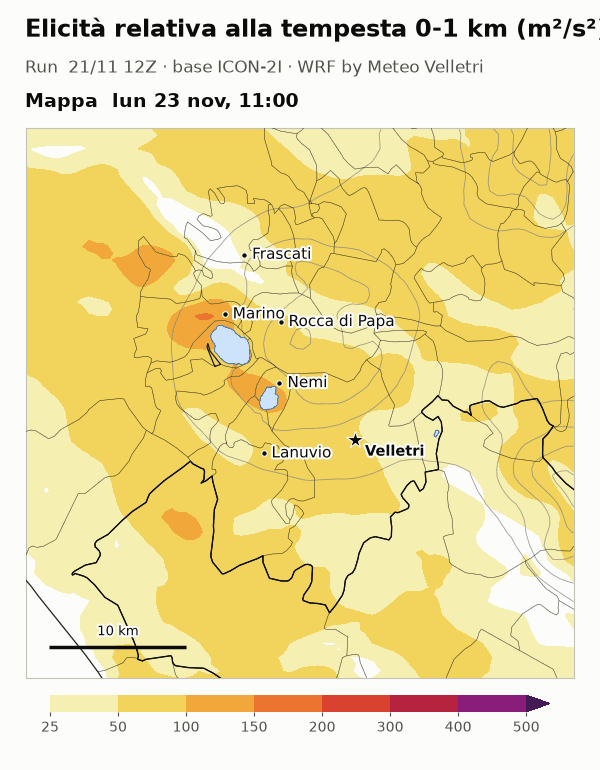 Elicità relativa alla tempesta 0-1 km (m²/s²)
Run  21/11 12Z · base ICON-2I · WRF by Meteo Velletri
Mappa  lun 23 nov, 11:00
Frascati
Marino
Rocca di Papa
Nemi
Velletri
Lanuvio
10 km
25 50 100 150 200 300 400 500